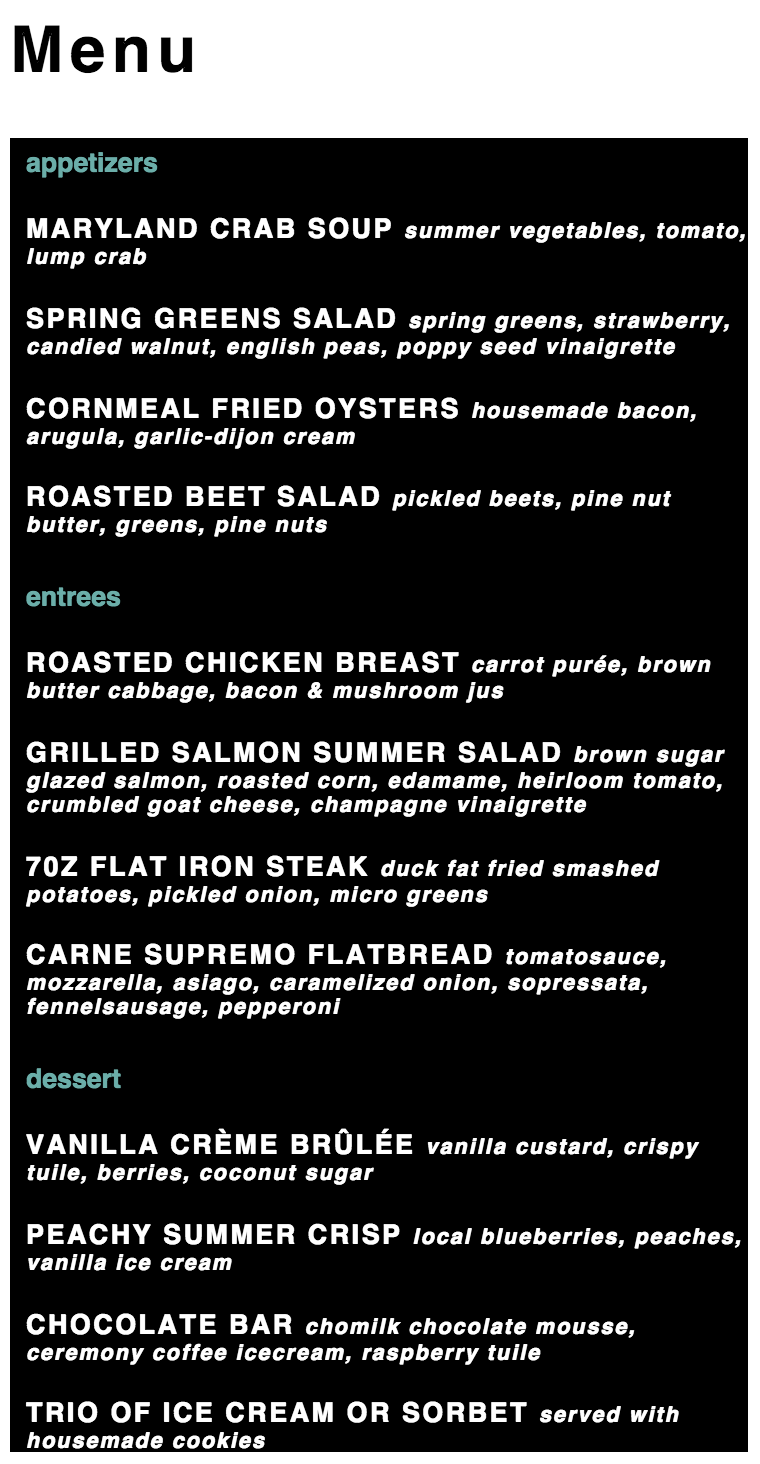 Menu
appetizers
MARYLAND CRAB SOUP summer vegetables, tomato,
lump crab
SPRING GREENS SALAD spring greens, strawberry,
candied walnut, english peas, poppy seed vinaigrette
CORNMEAL FRIED OYSTERS housemade bacon,
arugula, garlic-dijon cream
ROASTED BEET SALAD pickled beets, pine nut
butter, greens, pine nuts
entrees
ROASTED CHICKEN BREAST carrot purée, brown
butter cabbage, bacon & mushroom jus
GRILLED SALMON SUMMER SALAD brown sugar
glazed salmon, roasted corn, edamame, heirloom tomato,
crumbled goat cheese, champagne vinaigrette
7OZ FLAT IRON STEAK duck fat fried smashed
potatoes, pickled onion, micro greens
CARNE SUPREMO FLATBREAD tomatosauce,
mozzarella, asiago, caramelized onion, sopressata,
fennelsausage, pepperoni
dessert
VANILLA CRÈME BRÛLÉE vanilla custard, crispy
tuile, berries, coconut sugar
PEACHY SUMMER CRISP local blueberries, peaches,
vanilla ice cream
CHOCOLATE BAR chomilk chocolate mousse,
ceremony coffee icecream, raspberry tuile
TRIO OF ICE CREAM OR SORBET served with
housemade cookies